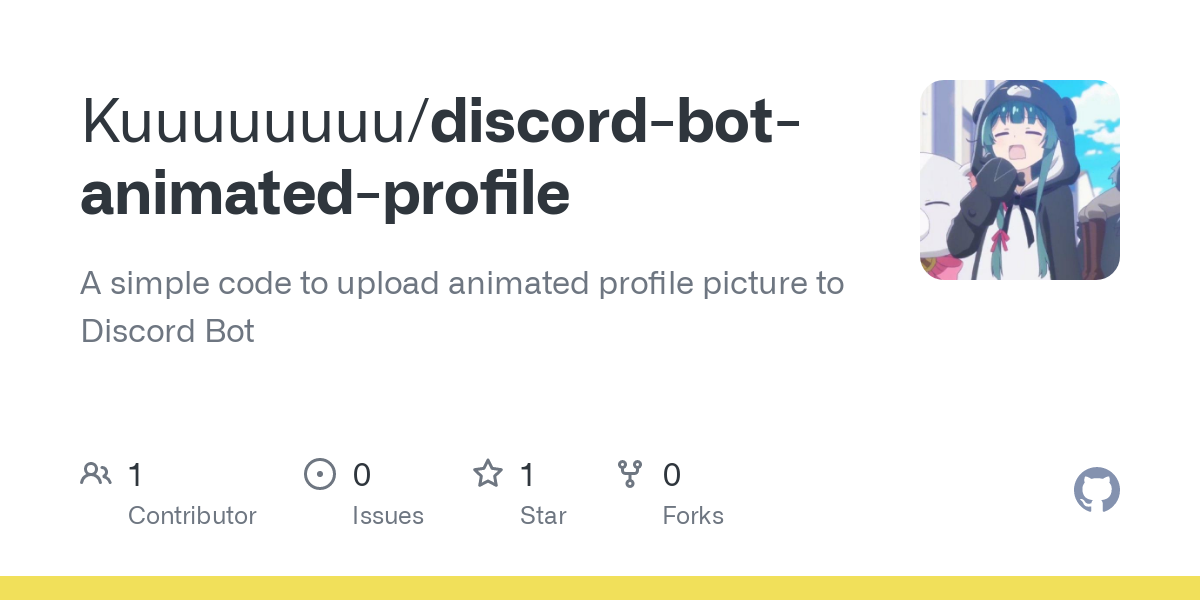 Kuuuuuuuu/discord-bot-
animated-profile
A simple code to upload animated profile picture to
Discord Bot
1
Contributor
0
Issues
1
Star
0
Forks